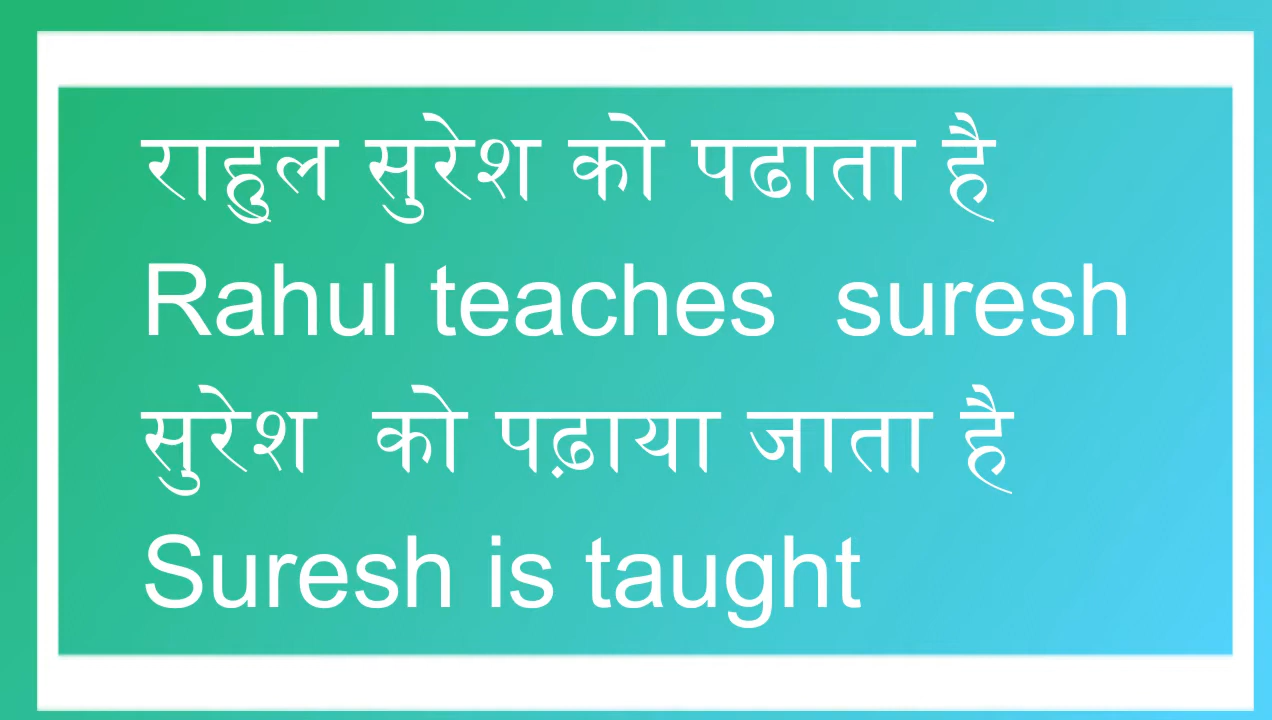 राहुल सुरेश को पढाता है
Rahul teaches  suresh
सुरेश  को पढ़ाया जाता है
Suresh is taught